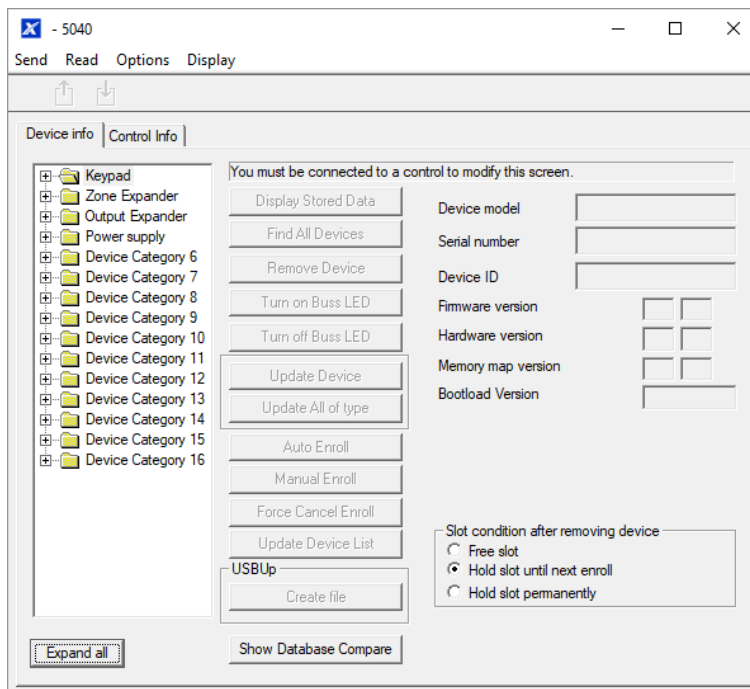 - 5040
Send Read Options Display
Device info Control Info
Keypad
Zone Expander
Output Expander
Power supply
Device Category 6
Device Category 7
Device Category 8
Device Category 9
Device Category 10
Device Category 11
Device Category 12
Device Category 13
Device Category 14
Device Category 15
Device Category 16
Expand all
You must be connected to a control to modify this screen.
Display Stored Data
Find All Devices
Remove Device
Turn on Buss LED
Turn off Buss LED
Update Device
Update All of type
Auto Enroll
Manual Enroll
Force Cancel Enroll
Update Device List
USBUp
Create file
Show Database Compare
Device model
Serial number
Device ID
Firmware version
Hardware version
Memory map version
Bootload Version
Slot condition after removing device
Free slot
Hold slot until next enroll
Hold slot permanently